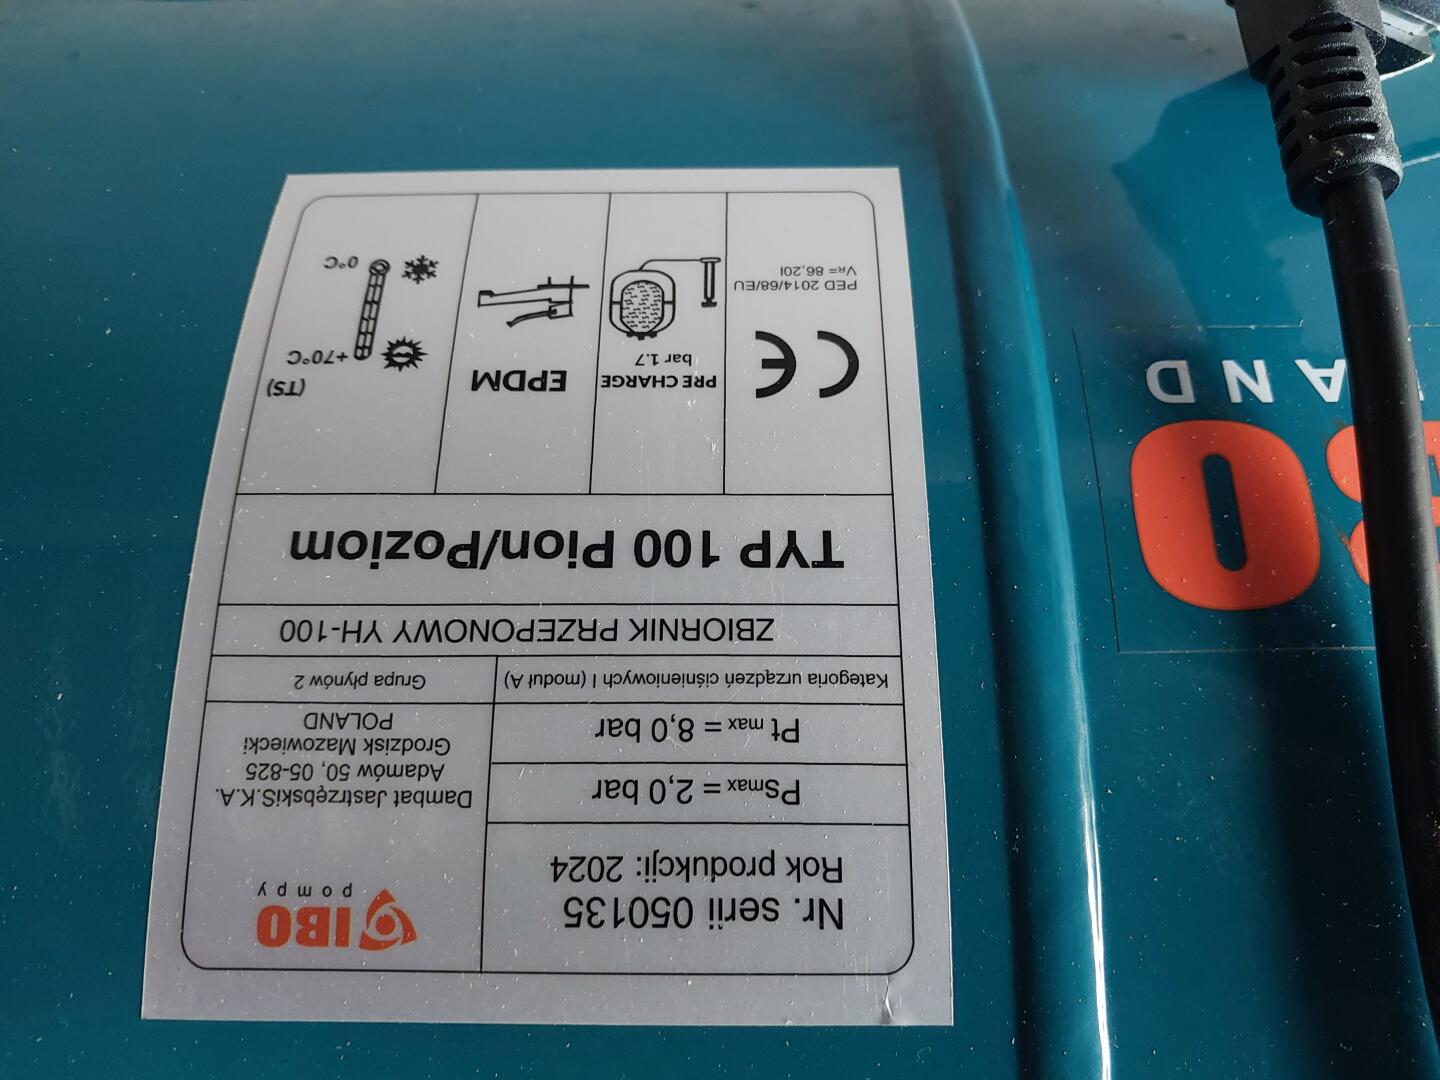 IBO
pompy
Nr. serii 050135
Rok produkcji: 2024
Dambat JastrzębskiS.K.A.
Adamów 50, 05-825
Grodzisk Mazowiecki
POLAND
PSmax = 2,0 bar
Pt max = 8,0 bar
Kategoria urządzeń ciśnieniowych I (moduł A)
Grupa płynów 2
ZBIORNIK PRZEPONOWY YH-100
TYP 100 Pion/Poziom
CE
PED 2014/68/EU
VR= 86,20l
PRE CHARGE
bar 1.7
EPDM
(TS)
+70°C
0°C